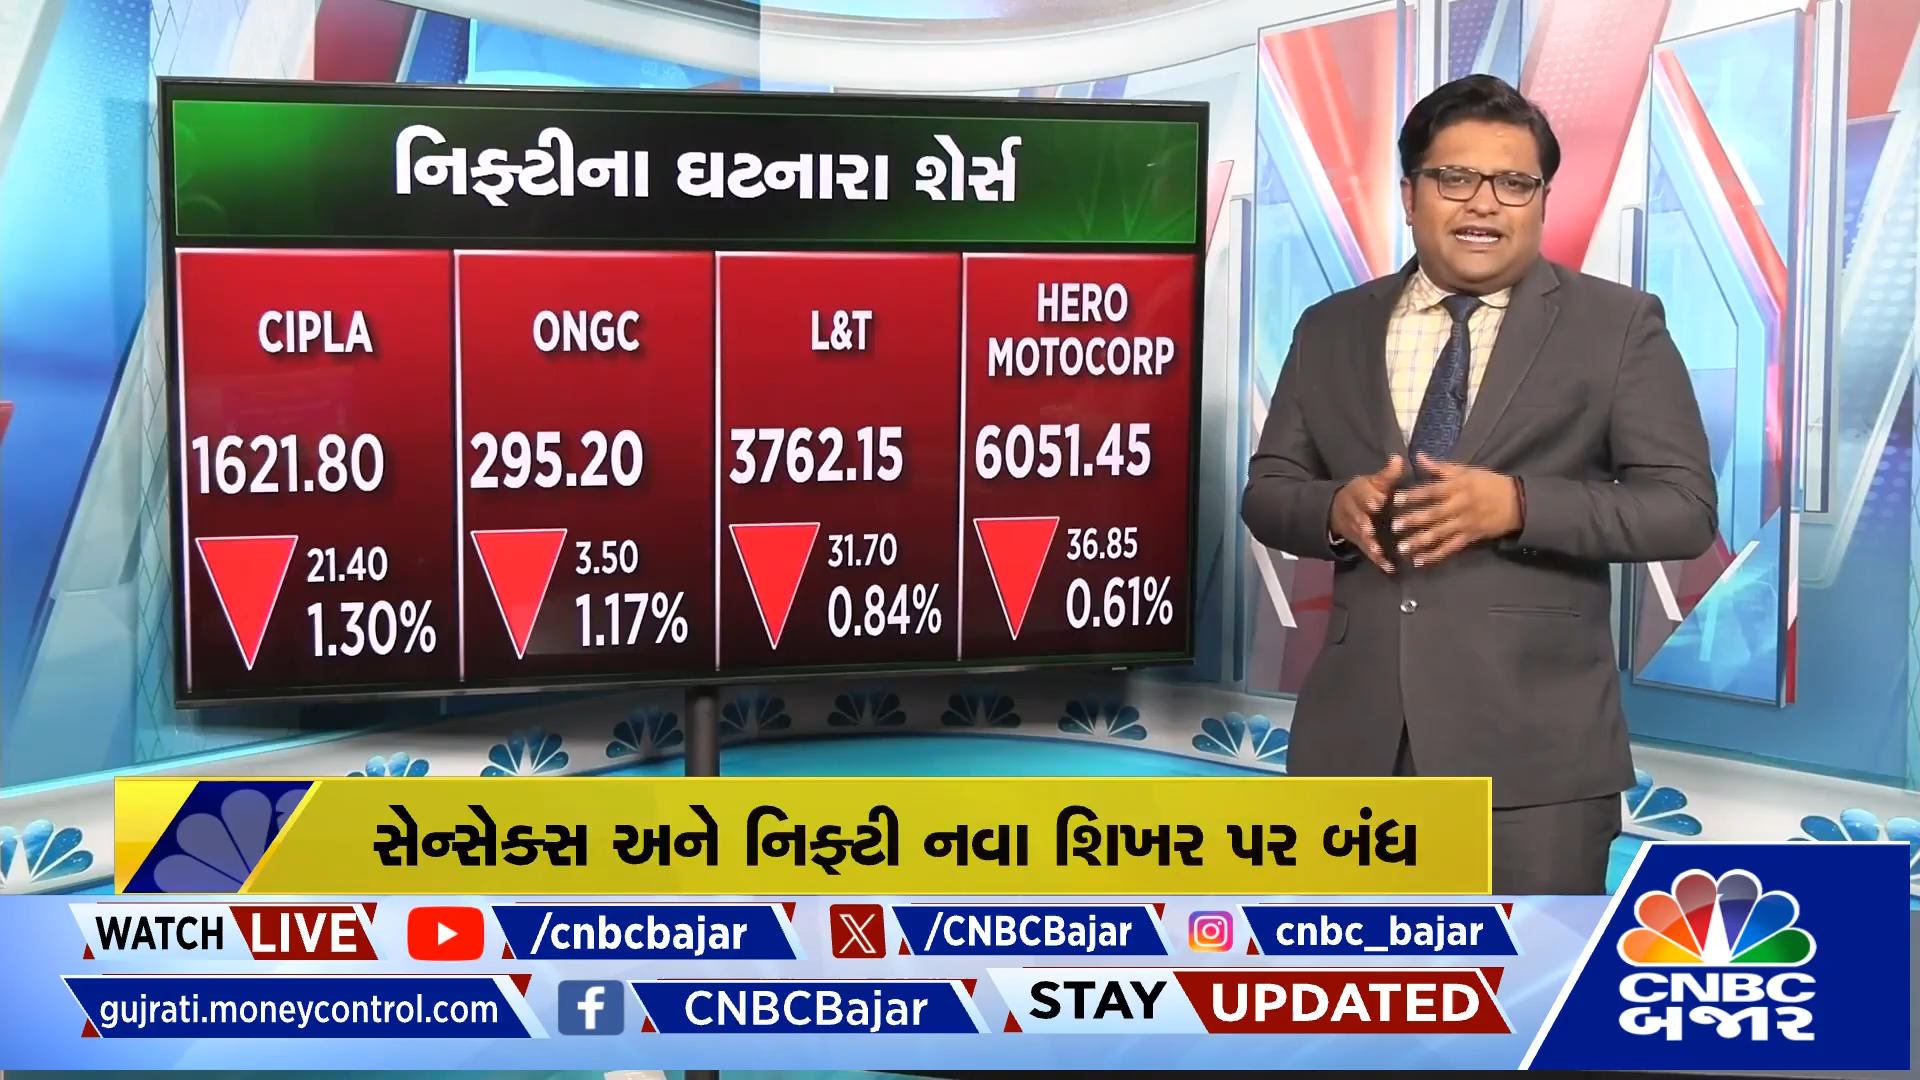 નિફ્ટીના ઘટનારા શેર્સ
CIPLA
1621.80
21.40
1.30%
ONGC
295.20
3.50
1.17%
L&T
3762.15
31.70
0.84%
HERO
MOTOCORP
6051.45
36.85
0.61%
સેન્સેક્સ અને નિફ્ટી નવા શિખર પર બંધ
WATCH LIVE /cnbcbajar /CNBCBajar cnbc_bajar
gujrati.moneycontrol.com CNBCBajar STAY UPDATED
CNBC
બજાર